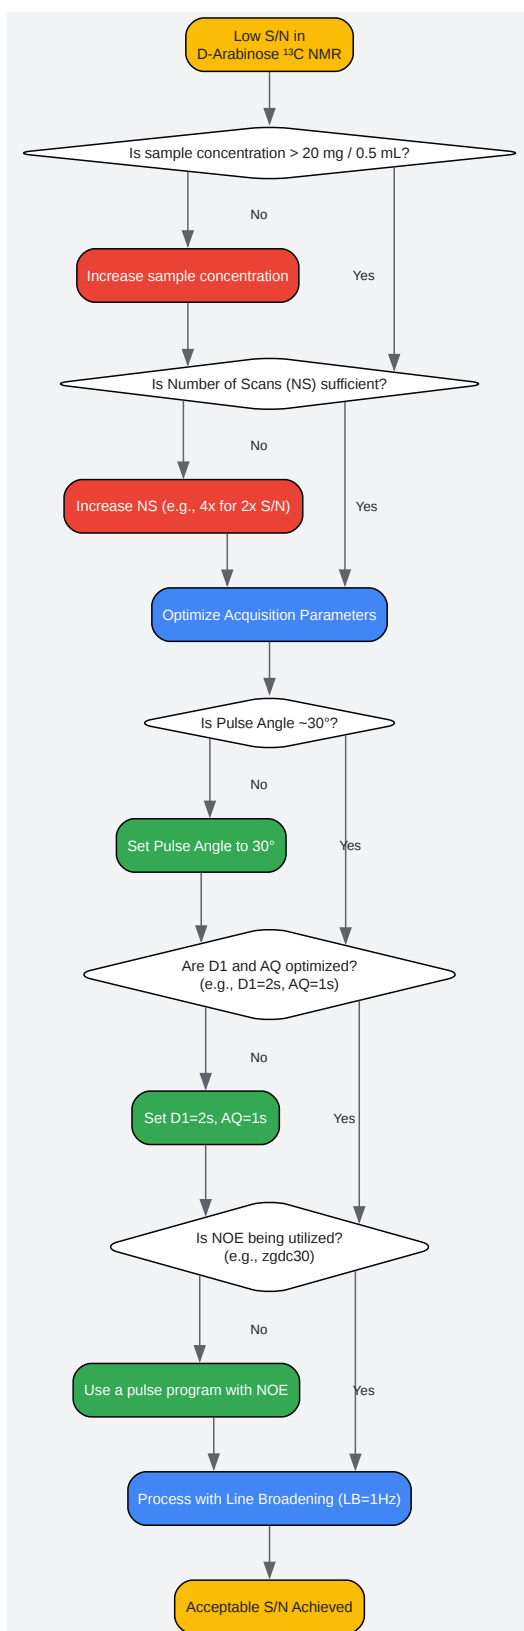 Low S/N in
D-Arabinose ¹³C NMR
Is sample concentration > 20 mg / 0.5 mL?
No
Increase sample concentration
Yes
Is Number of Scans (NS) sufficient?
No
Increase NS (e.g., 4x for 2x S/N)
Yes
Optimize Acquisition Parameters
Is Pulse Angle ~30°?
No
Set Pulse Angle to 30°
Yes
Are D1 and AQ optimized?
(e.g., D1=2s, AQ=1s)
No
Set D1=2s, AQ=1s
Yes
Is NOE being utilized?
(e.g., zgdc30)
No
Use a pulse program with NOE
Yes
Process with Line Broadening (LB=1Hz)
Acceptable S/N Achieved